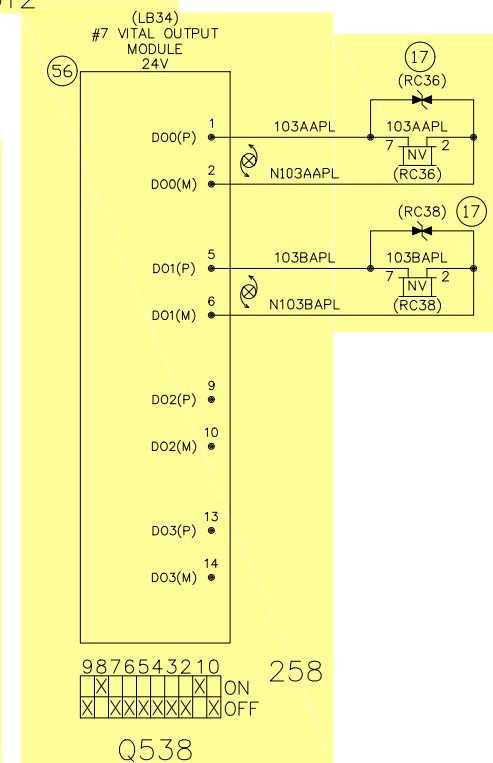 (LB34)
#7 VITAL OUTPUT
MODULE
24V
56
17
(RC36)
1
DO0(P)
103AAPL
103AAPL
7 NV 2
2
DO0(M)
N103AAPL
(RC36)
(RC38) 17
5
DO1(P)
103BAPL
103BAPL
7 NV 2
6
DO1(M)
N103BAPL
(RC38)
9
DO2(P)
10
DO2(M)
13
DO3(P)
14
DO3(M)
9876543210
X X ON
X XXXXXX X OFF
258
Q538